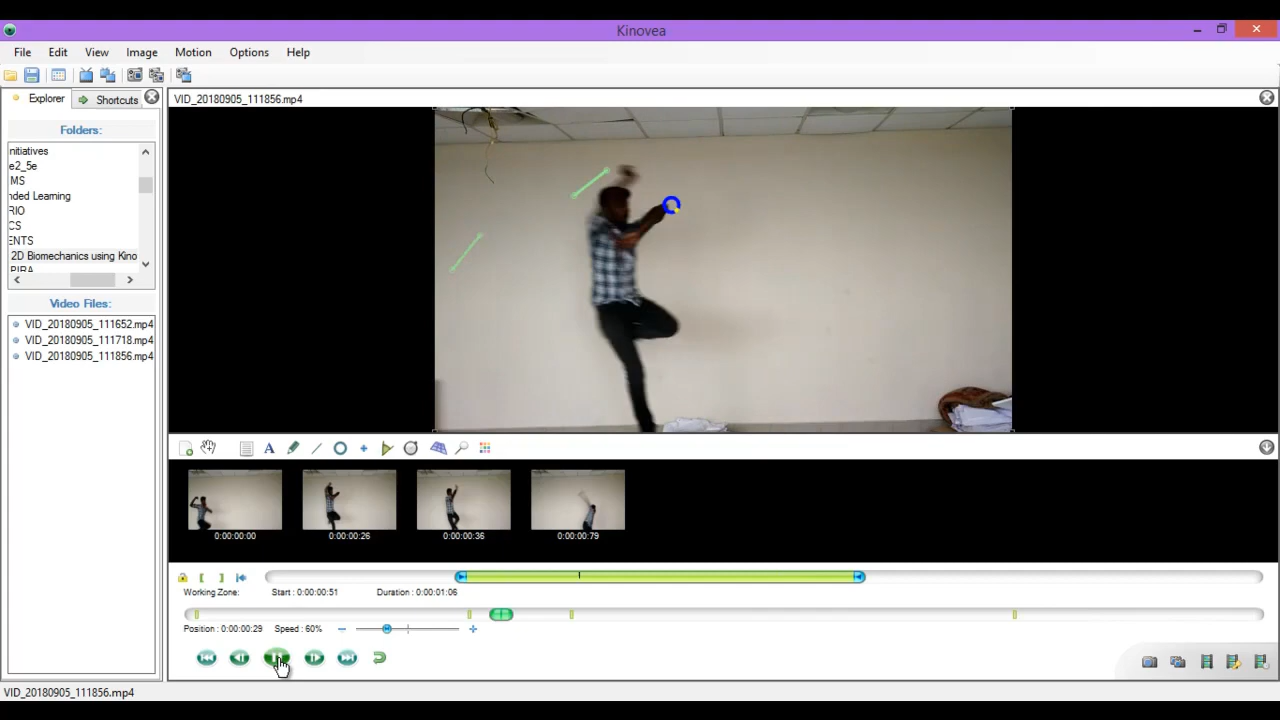 Kinovea
File Edit View Image Motion Options Help
Explorer Shortcuts
VID_20180905_111856.mp4
Folders:
nitiatives
e2_5e
MS
nded Learning
RIO
CS
ENTS
2D Biomechanics using Kino
PIRA
Video Files:
VID_20180905_111652.mp4
VID_20180905_111718.mp4
VID_20180905_111856.mp4
A
0:00:00:00 0:00:00:26 0:00:00:36 0:00:00:79
Working Zone: Start : 0:00:00:51 Duration : 0:00:01:06
Position : 0:00:00:29 Speed : 60%
VID_20180905_111856.mp4